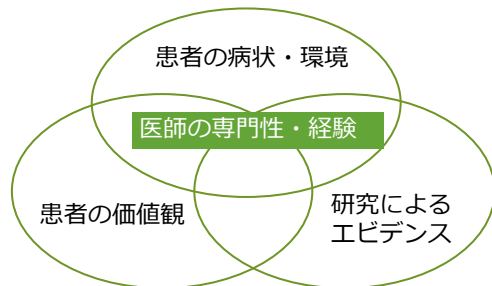 患者の病状・環境
医師の専門性・経験
患者の価値観
研究による
エビデンス